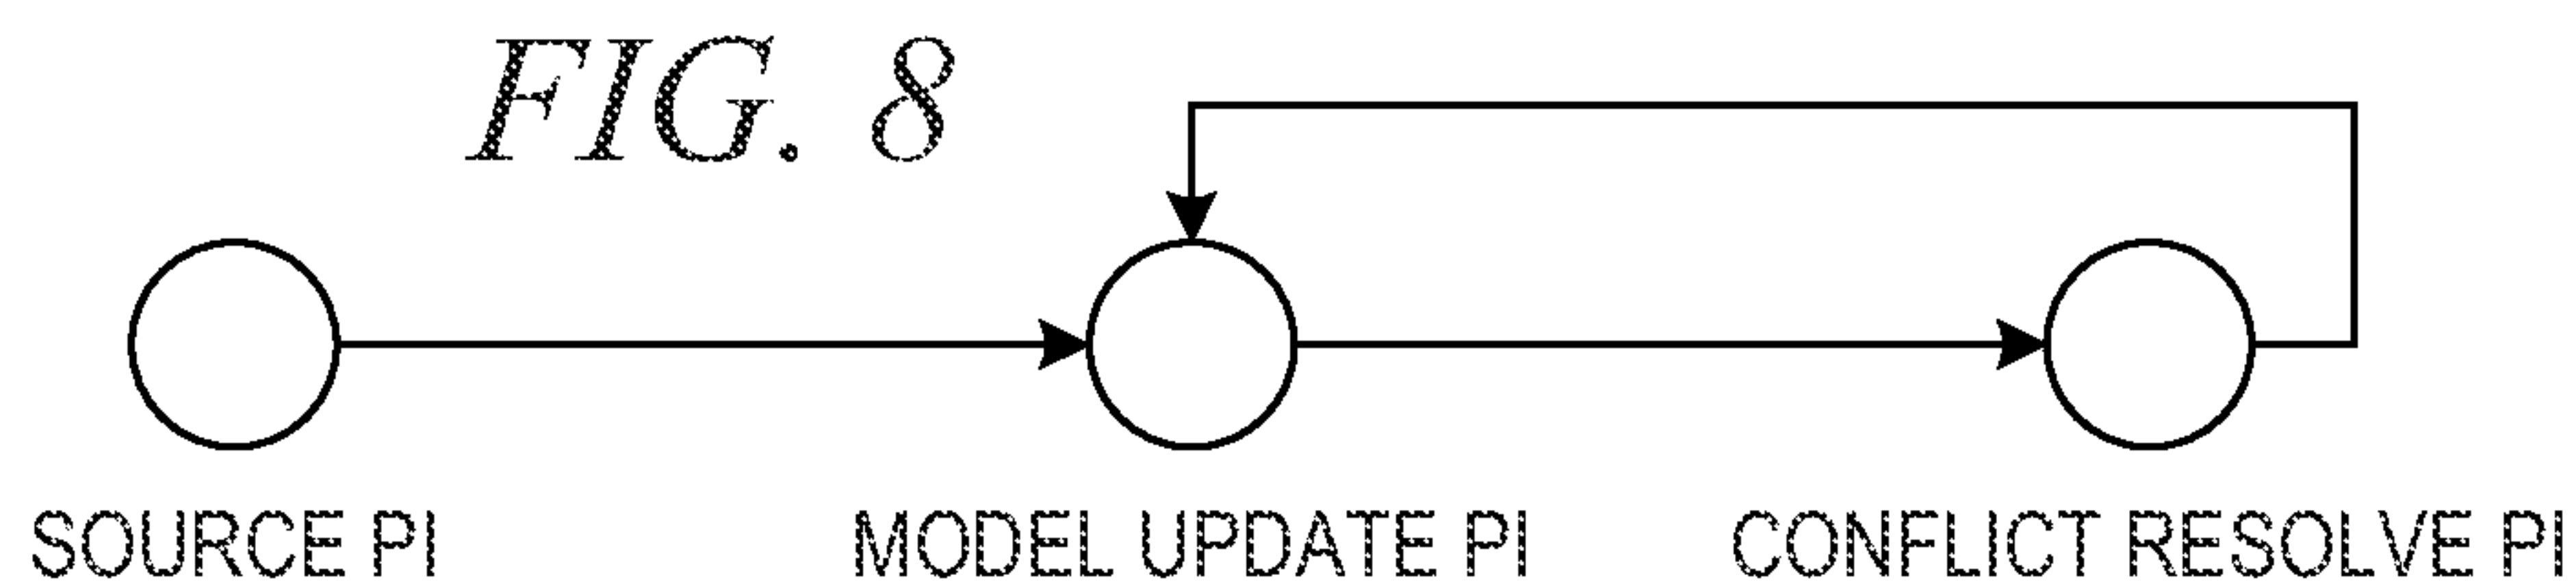 FIG. 8
SOURCE PI
MODEL UPDATE PI
CONFLICT RESOLVE PI